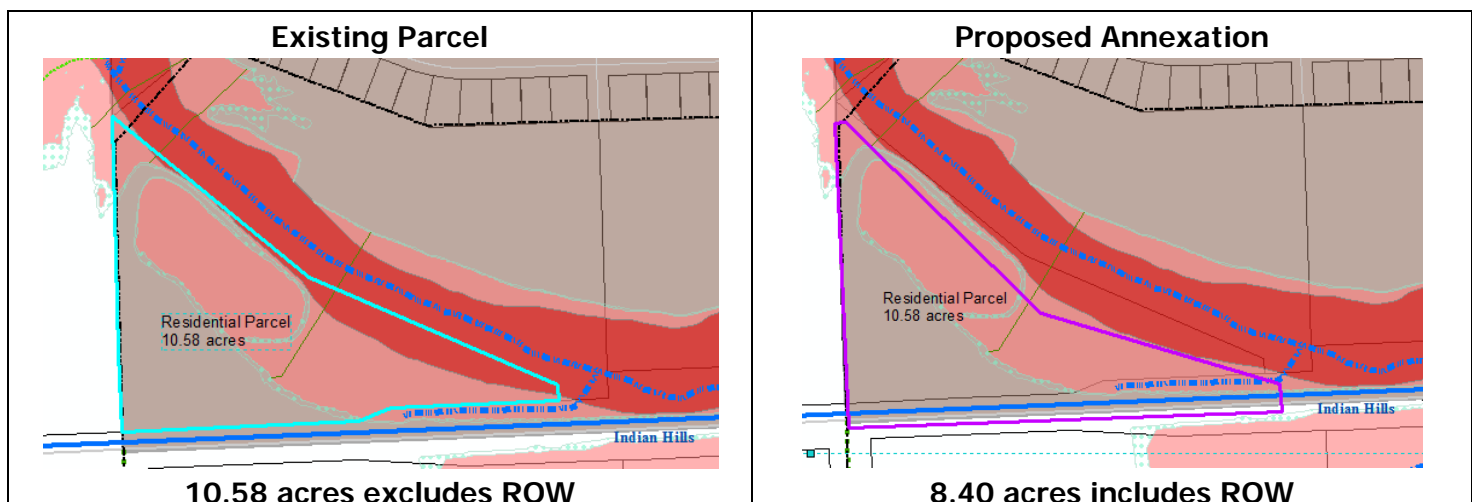 Existing Parcel
Residential Parcel
10.58 acres
Indian Hills
10.58 acres excludes ROW
Proposed Annexation
Residential Parcel
10.58 acres
Indian Hills
8.40 acres includes ROW